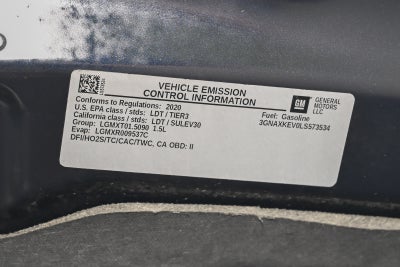 VEHICLE EMISSION
CONTROL INFORMATION
GM
GENERAL
MOTORS
LLC
Conforms to Regulations: 2020
Fuel: Gasoline
U.S. EPA class / stds: LDT / TIER3
3GNAXKEV0LS573534
California class / stds: LDT / SULEV30
Group: LGMXT01.5090 1.5L
Evap: LGMXR009537C
DFI/HO2S/TC/CAC/TWC, CA OBD: II